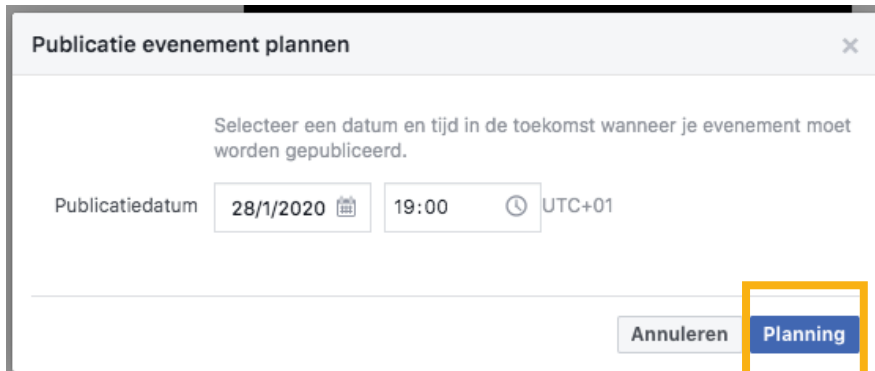 Publicatie evenement plannen
Selecteer een datum en tijd in de toekomst wanneer je evenement moet
worden gepubliceerd.
Publicatiedatum 28/1/2020 19:00 UTC+01
Annuleren Planning